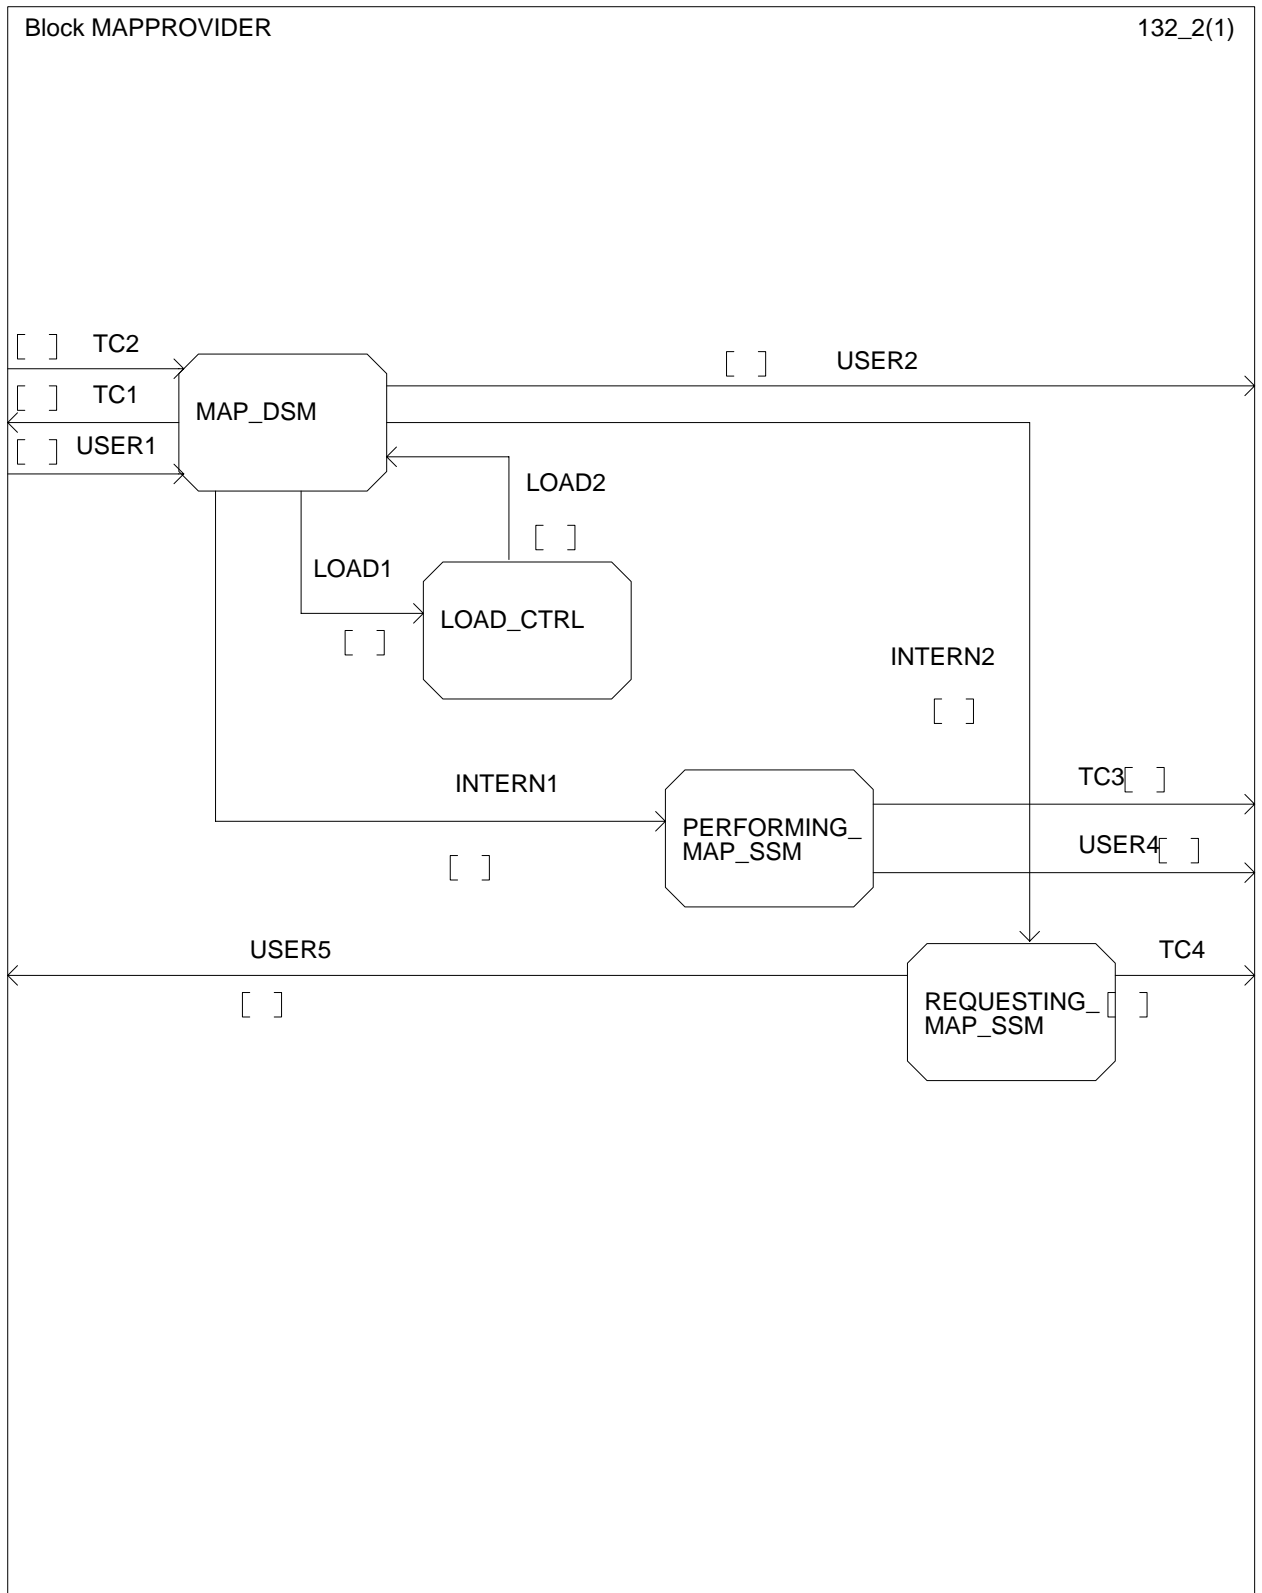 Block MAPPROVIDER
132_2(1)
[ ] TC2
[ ] USER2
[ ] TC1
MAP_DSM
[ ] USER1
LOAD2
[ ]
LOAD1
LOAD_CTRL
[ ]
INTERN2
[ ]
INTERN1
TC3[ ]
PERFORMING_
MAP_SSM
USER4[ ]
[ ]
USER5
TC4
[ ]
REQUESTING_
MAP_SSM
[ ]